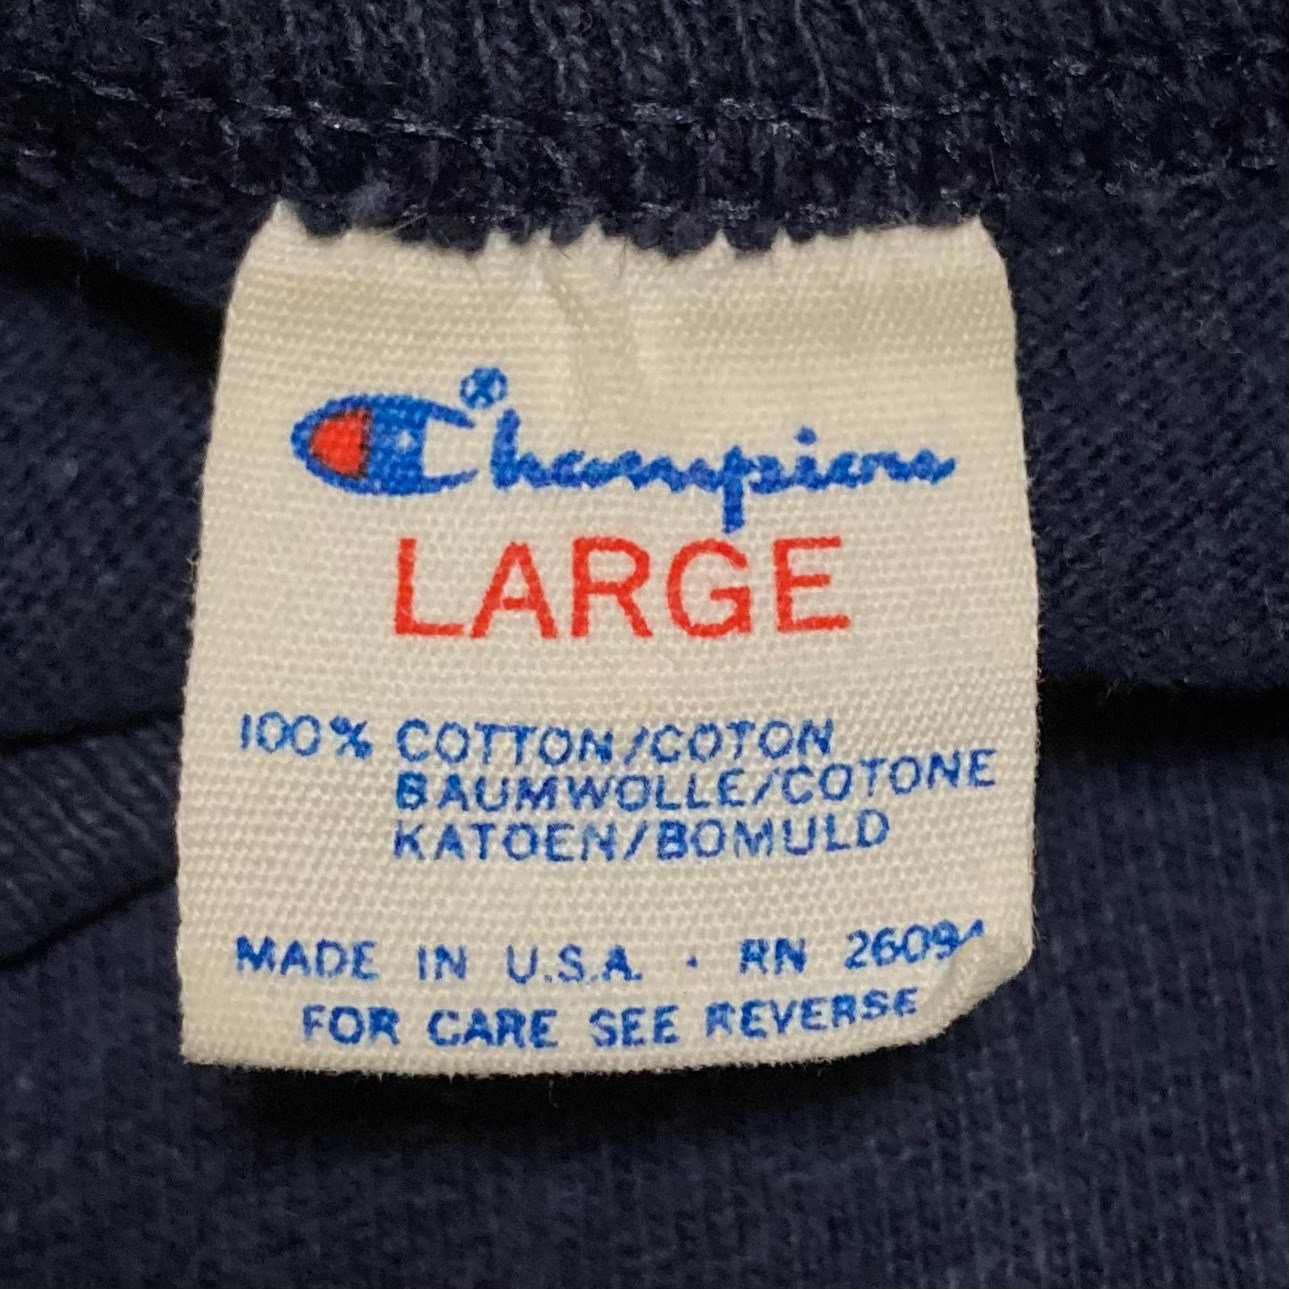 Champion®
LARGE
100% COTTON/COTON
BAUMWOLLE/COTONE
KATOEN/BOMULD
MADE IN U.S.A. · RN 26094
FOR CARE SEE REVERSE